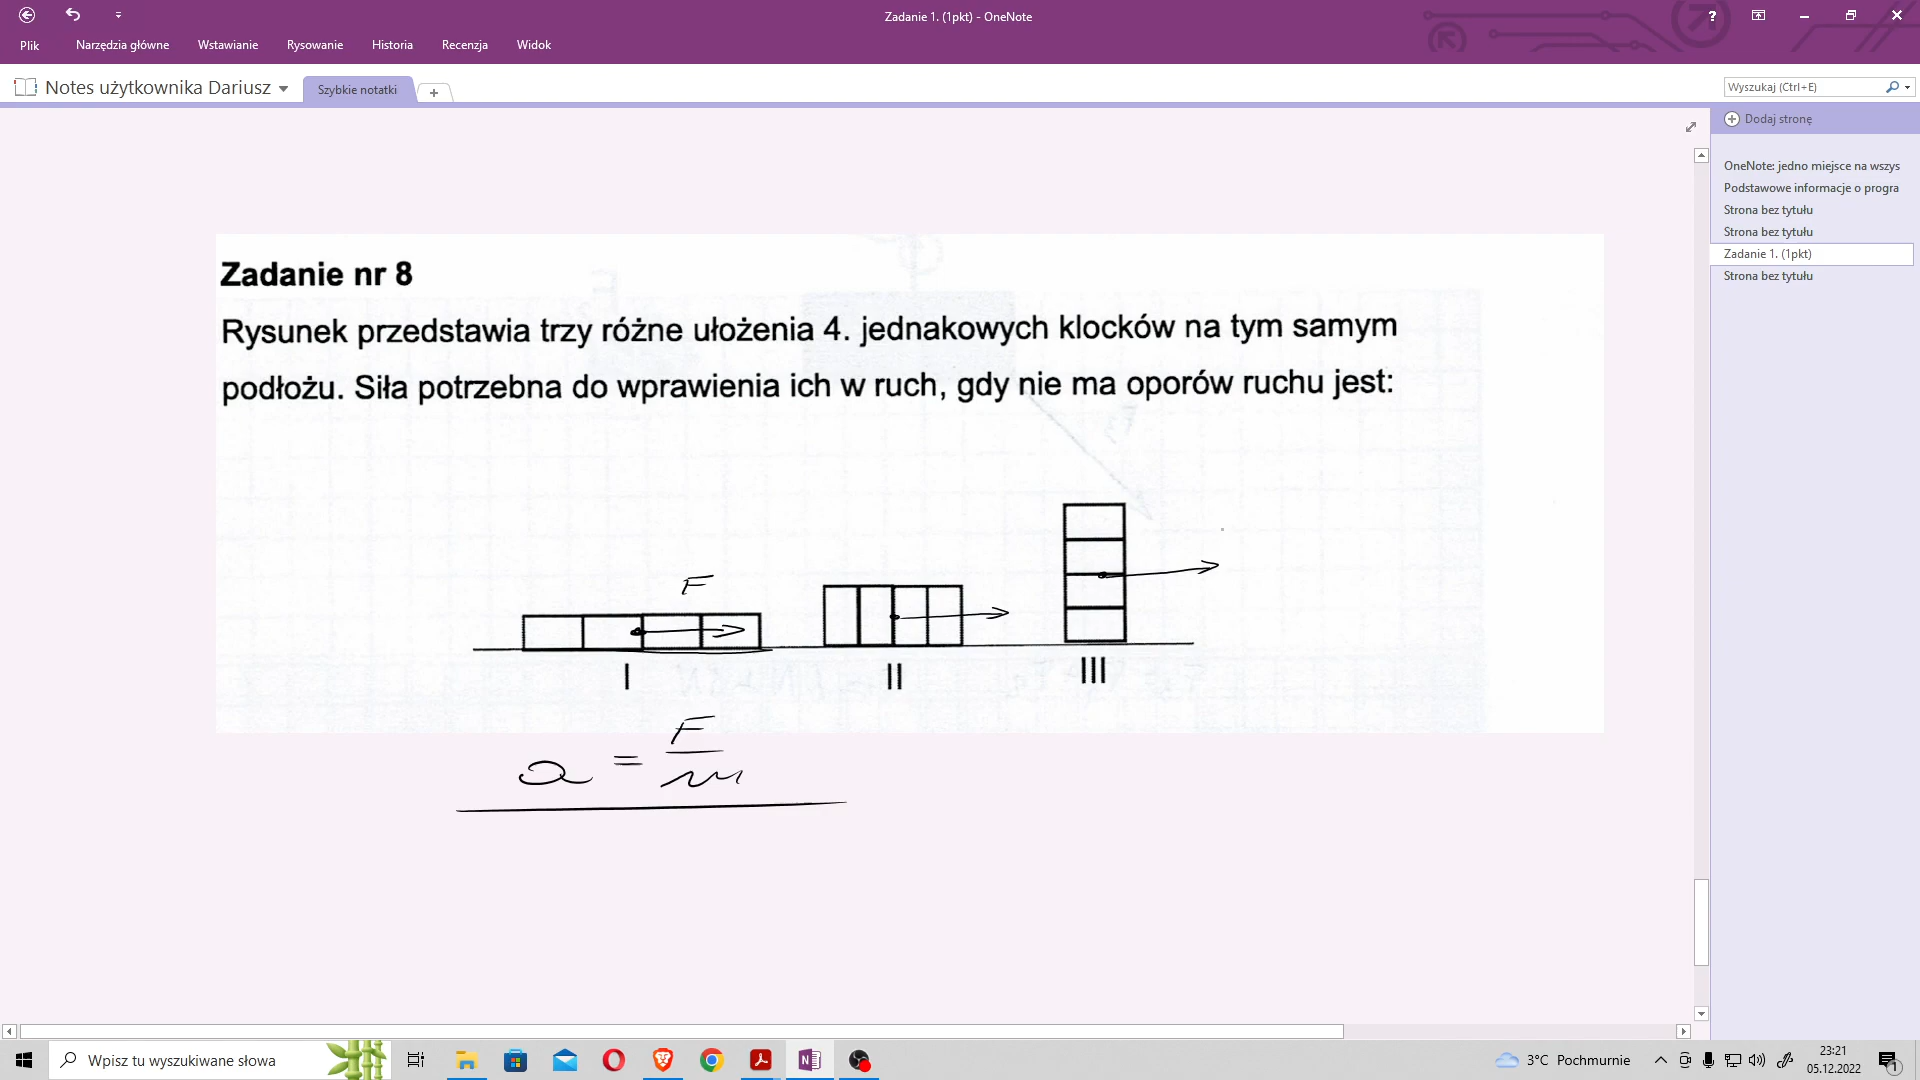 Zadanie 1. (1pkt) - OneNote
Plik Narzędzia główne Wstawianie Rysowanie Historia Recenzja Widok
Notes użytkownika Dariusz Szybkie notatki
Wyszukaj (Ctrl+E)
Dodaj stronę
OneNote: jedno miejsce na wszys
Podstawowe informacje o progra
Strona bez tytułu
Strona bez tytułu
Zadanie 1. (1pkt)
Strona bez tytułu
Zadanie nr 8
Rysunek przedstawia trzy różne ułożenia 4. jednakowych klocków na tym samym
podłożu. Siła potrzebna do wprawienia ich w ruch, gdy nie ma oporów ruchu jest:
F
I II III
a = F/m
Wpisz tu wyszukiwane słowa
3°C Pochmurnie
23:21
05.12.2022
1